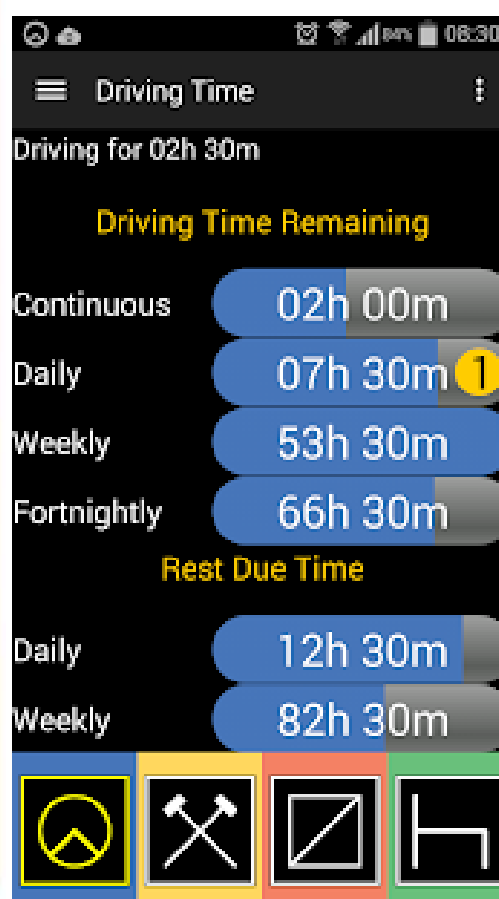 84% 08:30
Driving Time
Driving for 02h 30m
Driving Time Remaining
Continuous 02h 00m
Daily 07h 30m 1
Weekly 53h 30m
Fortnightly 66h 30m
Rest Due Time
Daily 12h 30m
Weekly 82h 30m